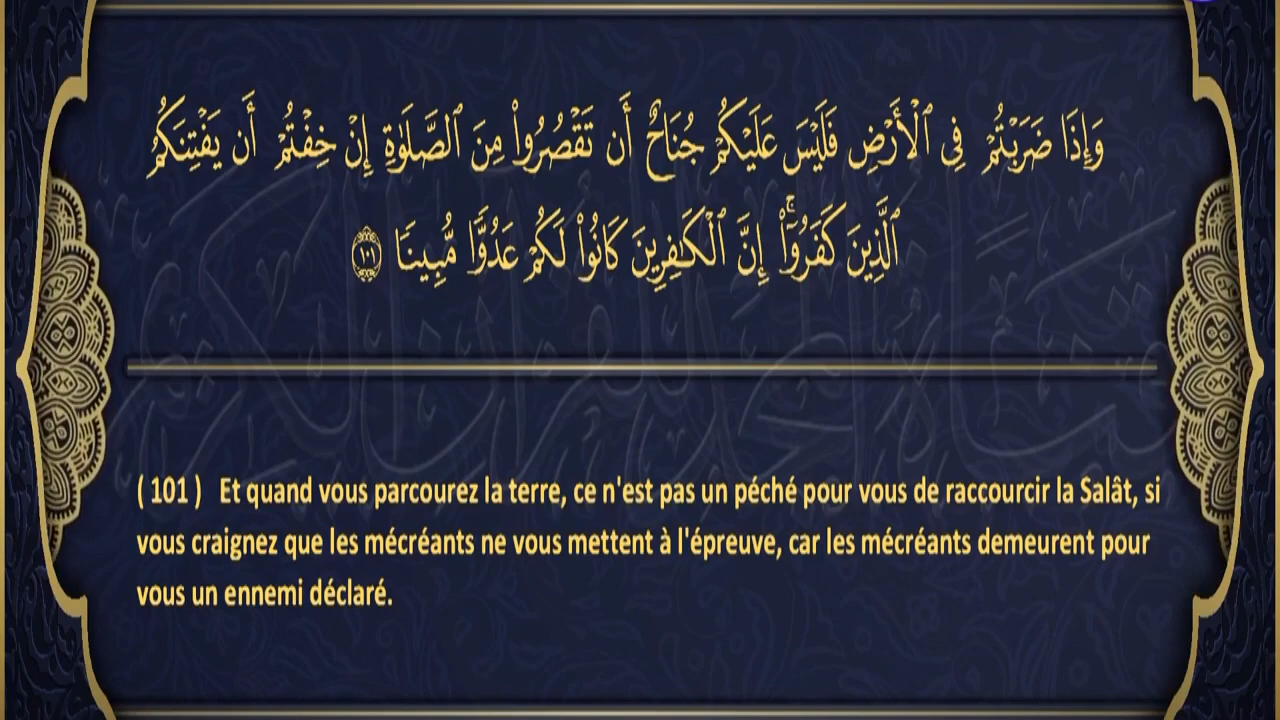 وَإِذَا ضَرَبۡتُمۡ فِى ٱلۡأَرۡضِ فَلَيۡسَ عَلَيۡكُمۡ جُنَاحٌ أَن تَقۡصُرُواْ مِنَ ٱلصَّلَوٰةِ إِنۡ خِفۡتُمۡ أَن يَفۡتِنَكُمُ
ٱلَّذِينَ كَفَرُوٓاْۚ إِنَّ ٱلۡكَـٰفِرِينَ كَانُواْ لَكُمۡ عَدُوًّا مُّبِينًا ١٠١
( 101 ) Et quand vous parcourez la terre, ce n'est pas un péché pour vous de raccourcir la Salât, si
vous craignez que les mécréants ne vous mettent à l'épreuve, car les mécréants demeurent pour
vous un ennemi déclaré.